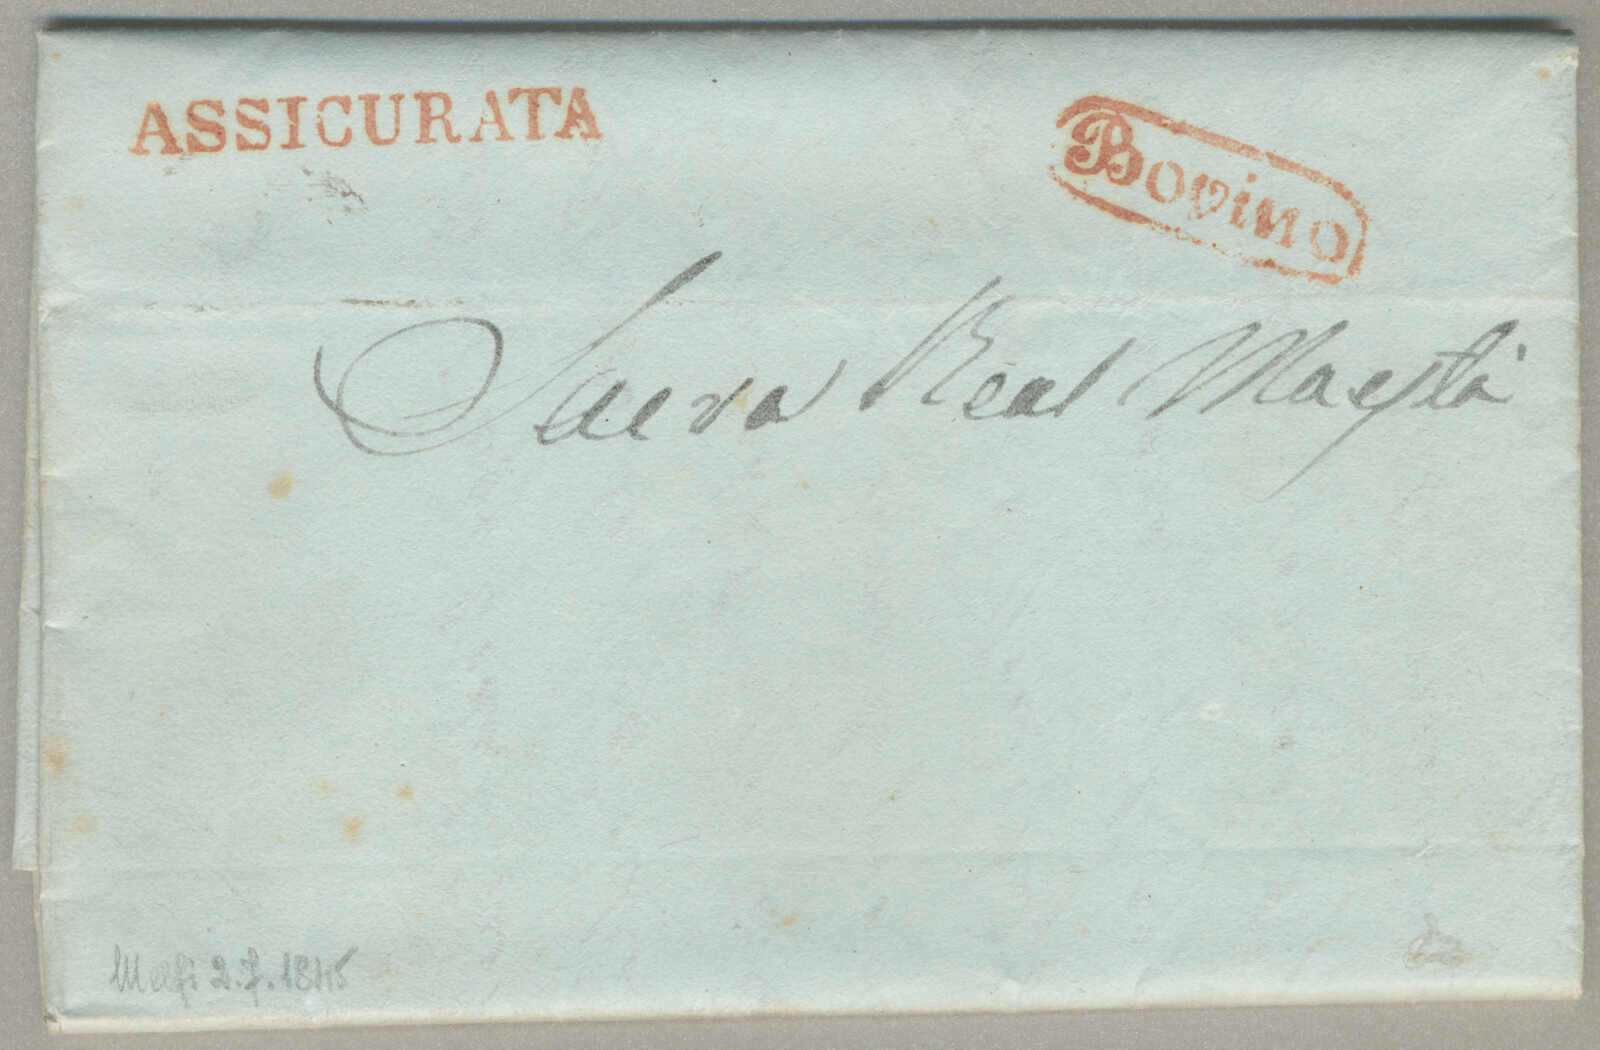 ASSICURATA
Bovino
Sacra Real Maestà
Melfi 2.7.1845